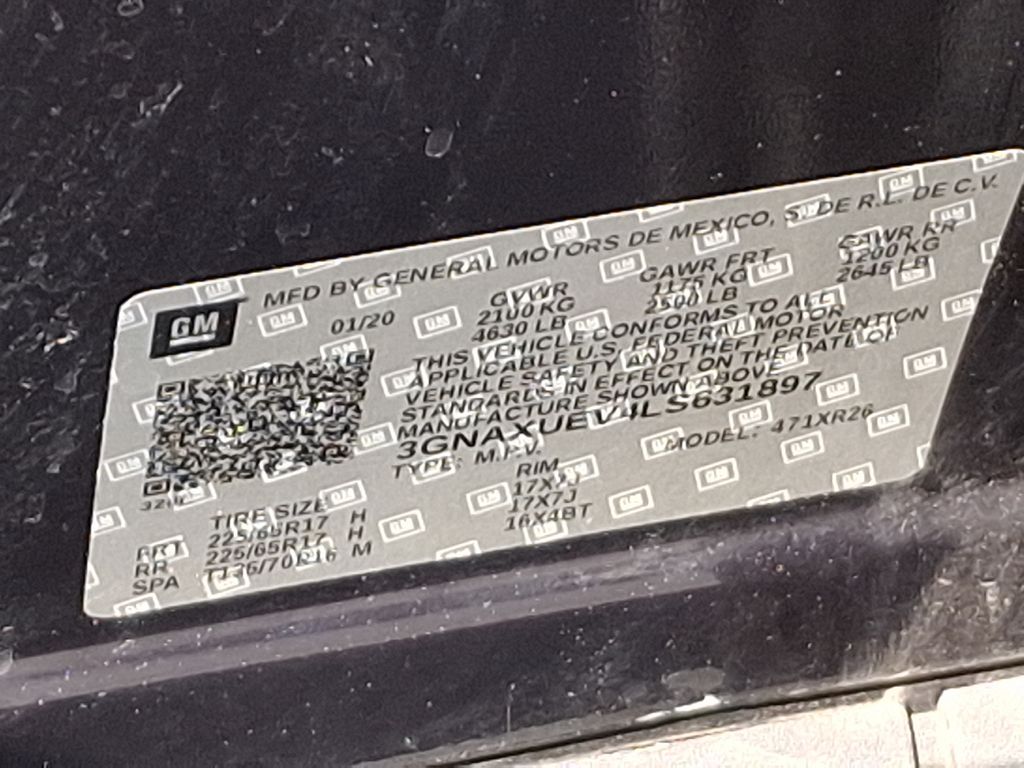 GM
MFD BY GENERAL MOTORS DE MEXICO, S. DE R.L. DE C.V.
01/20
GVWR GAWR FRT GAWR RR
2100 KG 1175 KG 1200 KG
4630 LB 2500 LB 2645 LB
THIS VEHICLE CONFORMS TO ALL
APPLICABLE U.S. FEDERAL MOTOR
VEHICLE SAFETY AND THEFT PREVENTION
STANDARDS IN EFFECT ON THE DATE OF
MANUFACTURE SHOWN ABOVE
3GNAXUEV4LS631897
TYPE: M.P.V. MODEL: 471XR26
TIRE SIZE RIM
FRT 225/65R17 H 17X7J
RR 225/65R17 H 17X7J
SPA T135/70R16 M 16X4BT